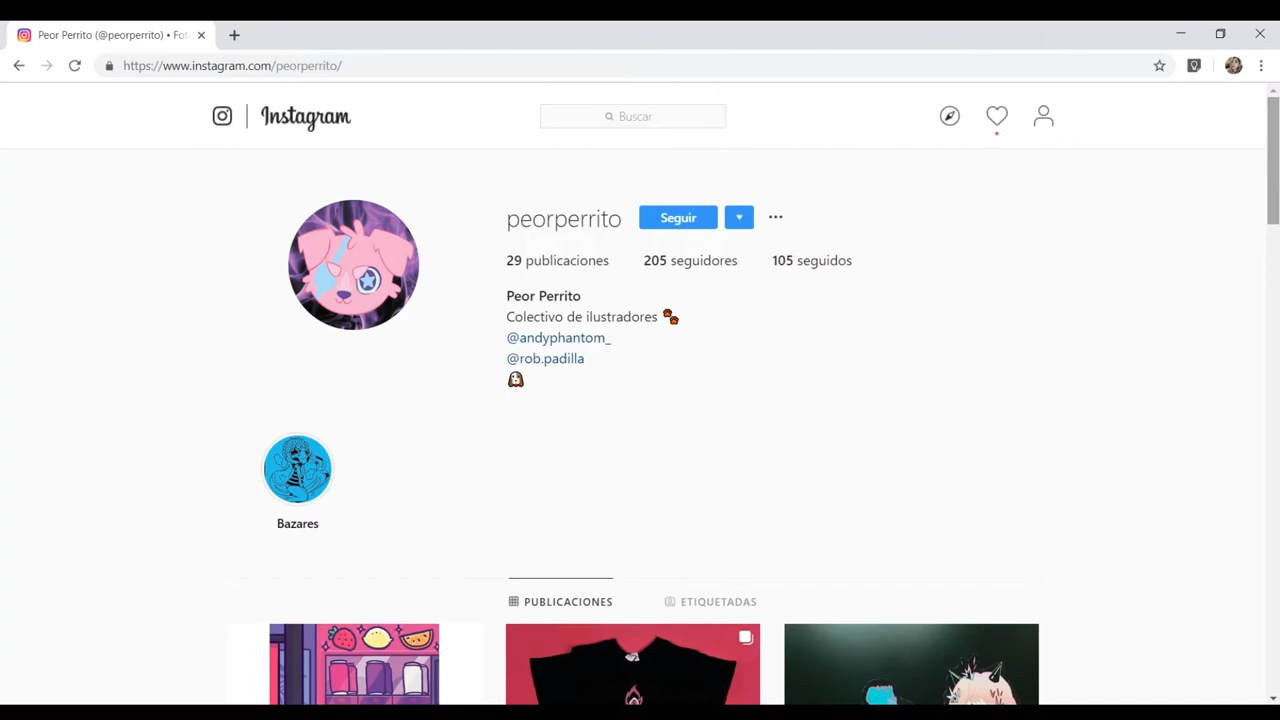 Peor Perrito (@peorperrito) • Fot
https://www.instagram.com/peorperrito/
Instagram
Buscar
peorperrito
Seguir
29 publicaciones
205 seguidores
105 seguidos
Peor Perrito
Colectivo de ilustradores
@andyphantom_
@rob.padilla
Bazares
PUBLICACIONES
ETIQUETADAS